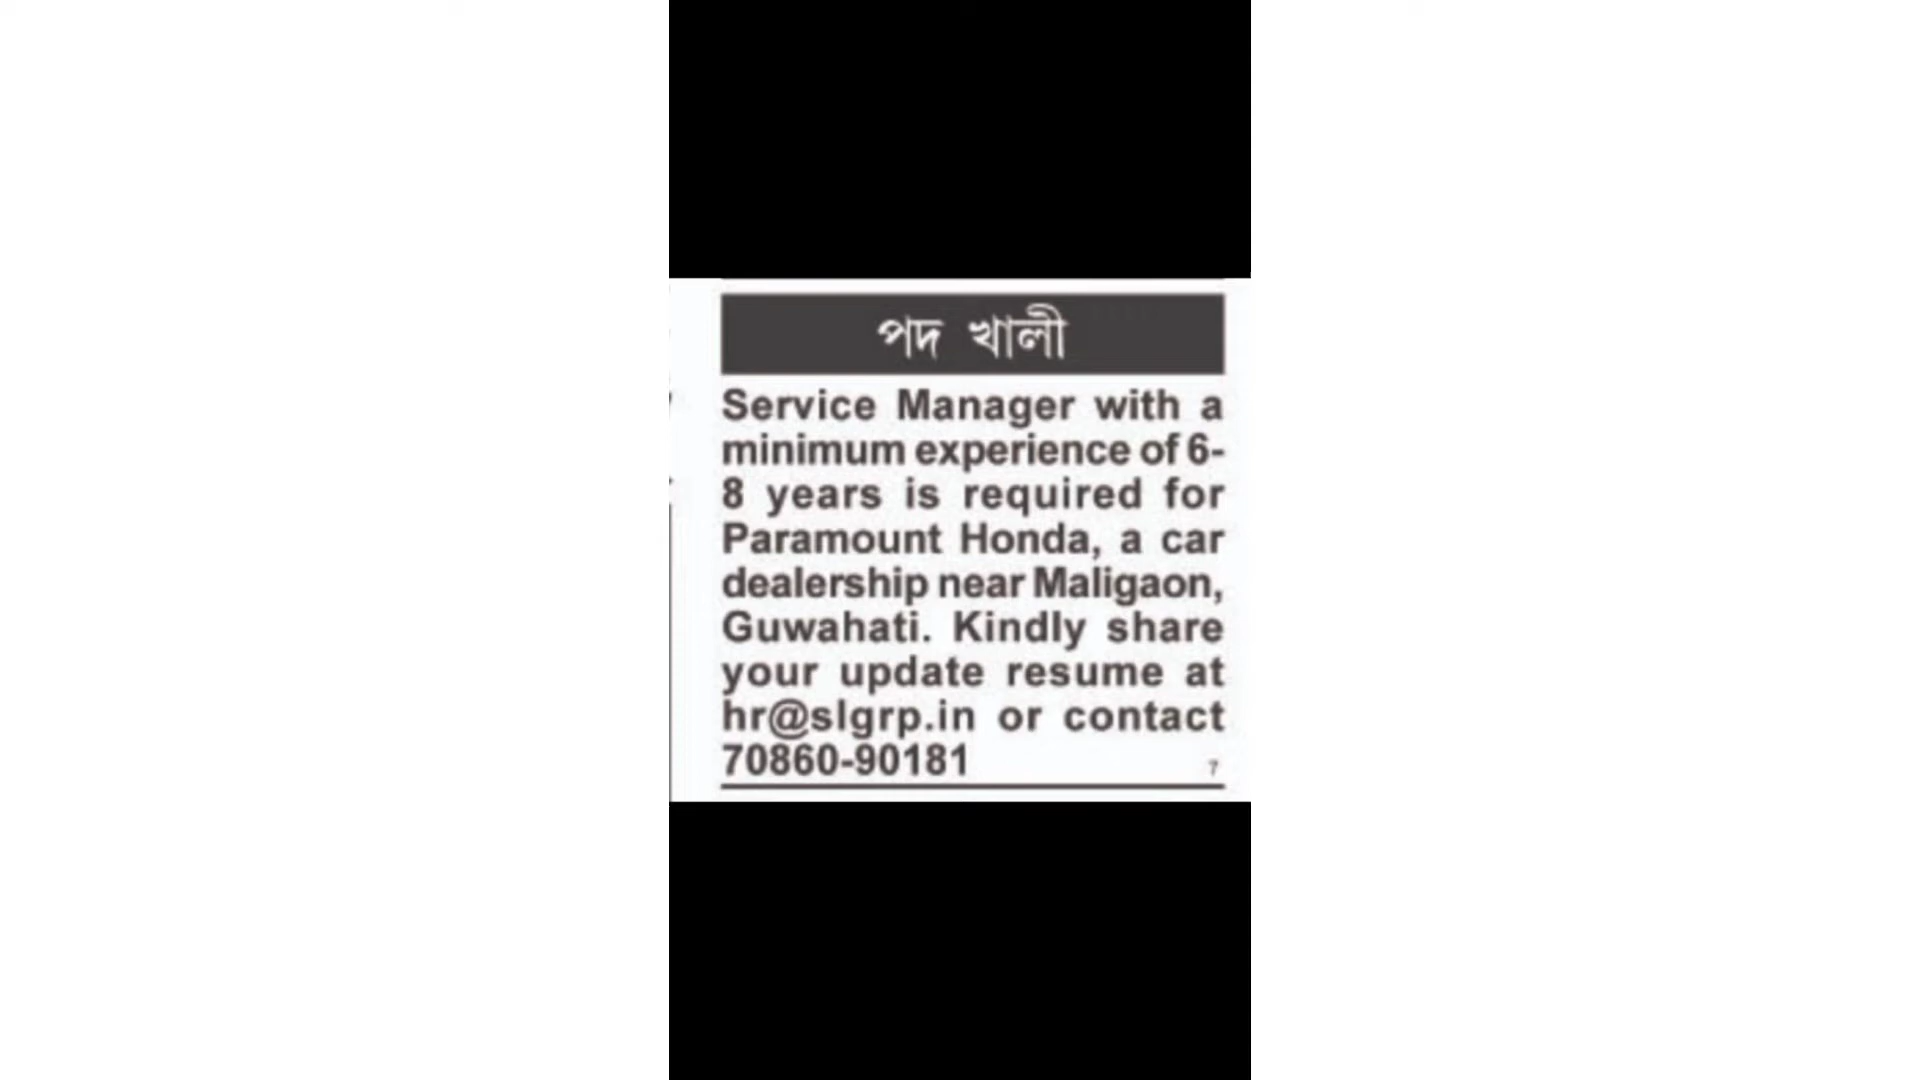 পদ খালী
Service Manager with a
minimum experience of 6-
8 years is required for
Paramount Honda, a car
dealership near Maligaon,
Guwahati. Kindly share
your update resume at
hr@slgrp.in or contact
70860-90181
7